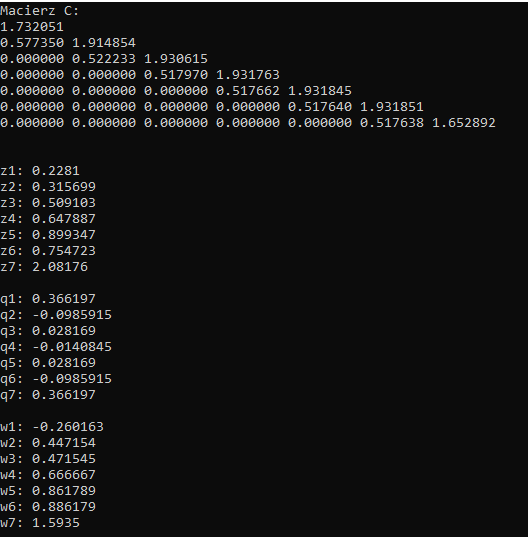 Macierz C:
1.732051
0.577350 1.914854
0.000000 0.522233 1.930615
0.000000 0.000000 0.517970 1.931763
0.000000 0.000000 0.000000 0.517662 1.931845
0.000000 0.000000 0.000000 0.000000 0.517640 1.931851
0.000000 0.000000 0.000000 0.000000 0.000000 0.517638 1.652892
z1: 0.2281
z2: 0.315699
z3: 0.509103
z4: 0.647887
z5: 0.899347
z6: 0.754723
z7: 2.08176
q1: 0.366197
q2: -0.0985915
q3: 0.028169
q4: -0.0140845
q5: 0.028169
q6: -0.0985915
q7: 0.366197
w1: -0.260163
w2: 0.447154
w3: 0.471545
w4: 0.666667
w5: 0.861789
w6: 0.886179
w7: 1.5935